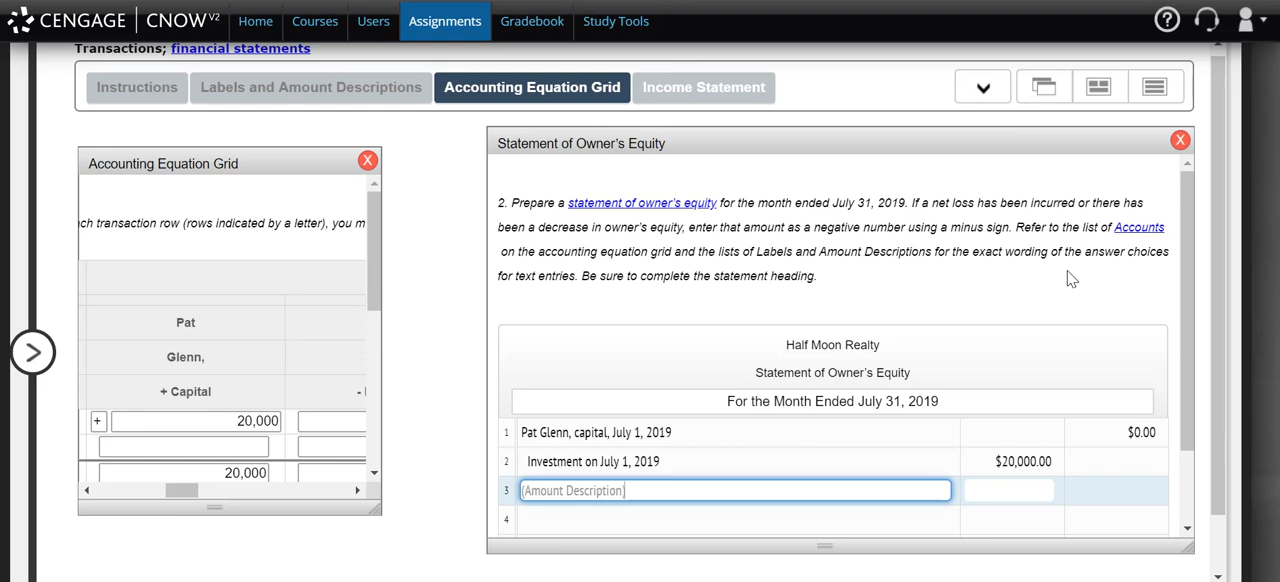 CENGAGE | CNOWV2 Home Courses Users Assignments Gradebook Study Tools
Transactions; financial statements
Instructions Labels and Amount Descriptions Accounting Equation Grid Income Statement
Accounting Equation Grid X
ch transaction row (rows indicated by a letter), you m
Pat
Glenn,
+ Capital -
+ 20,000
20,000
Statement of Owner's Equity X
2. Prepare a statement of owner's equity for the month ended July 31, 2019. If a net loss has been incurred or there has
been a decrease in owner's equity, enter that amount as a negative number using a minus sign. Refer to the list of Accounts
on the accounting equation grid and the lists of Labels and Amount Descriptions for the exact wording of the answer choices
for text entries. Be sure to complete the statement heading.
Half Moon Realty
Statement of Owner's Equity
For the Month Ended July 31, 2019
1 Pat Glenn, capital, July 1, 2019 $0.00
2 Investment on July 1, 2019 $20,000.00
3 (Amount Description)
4